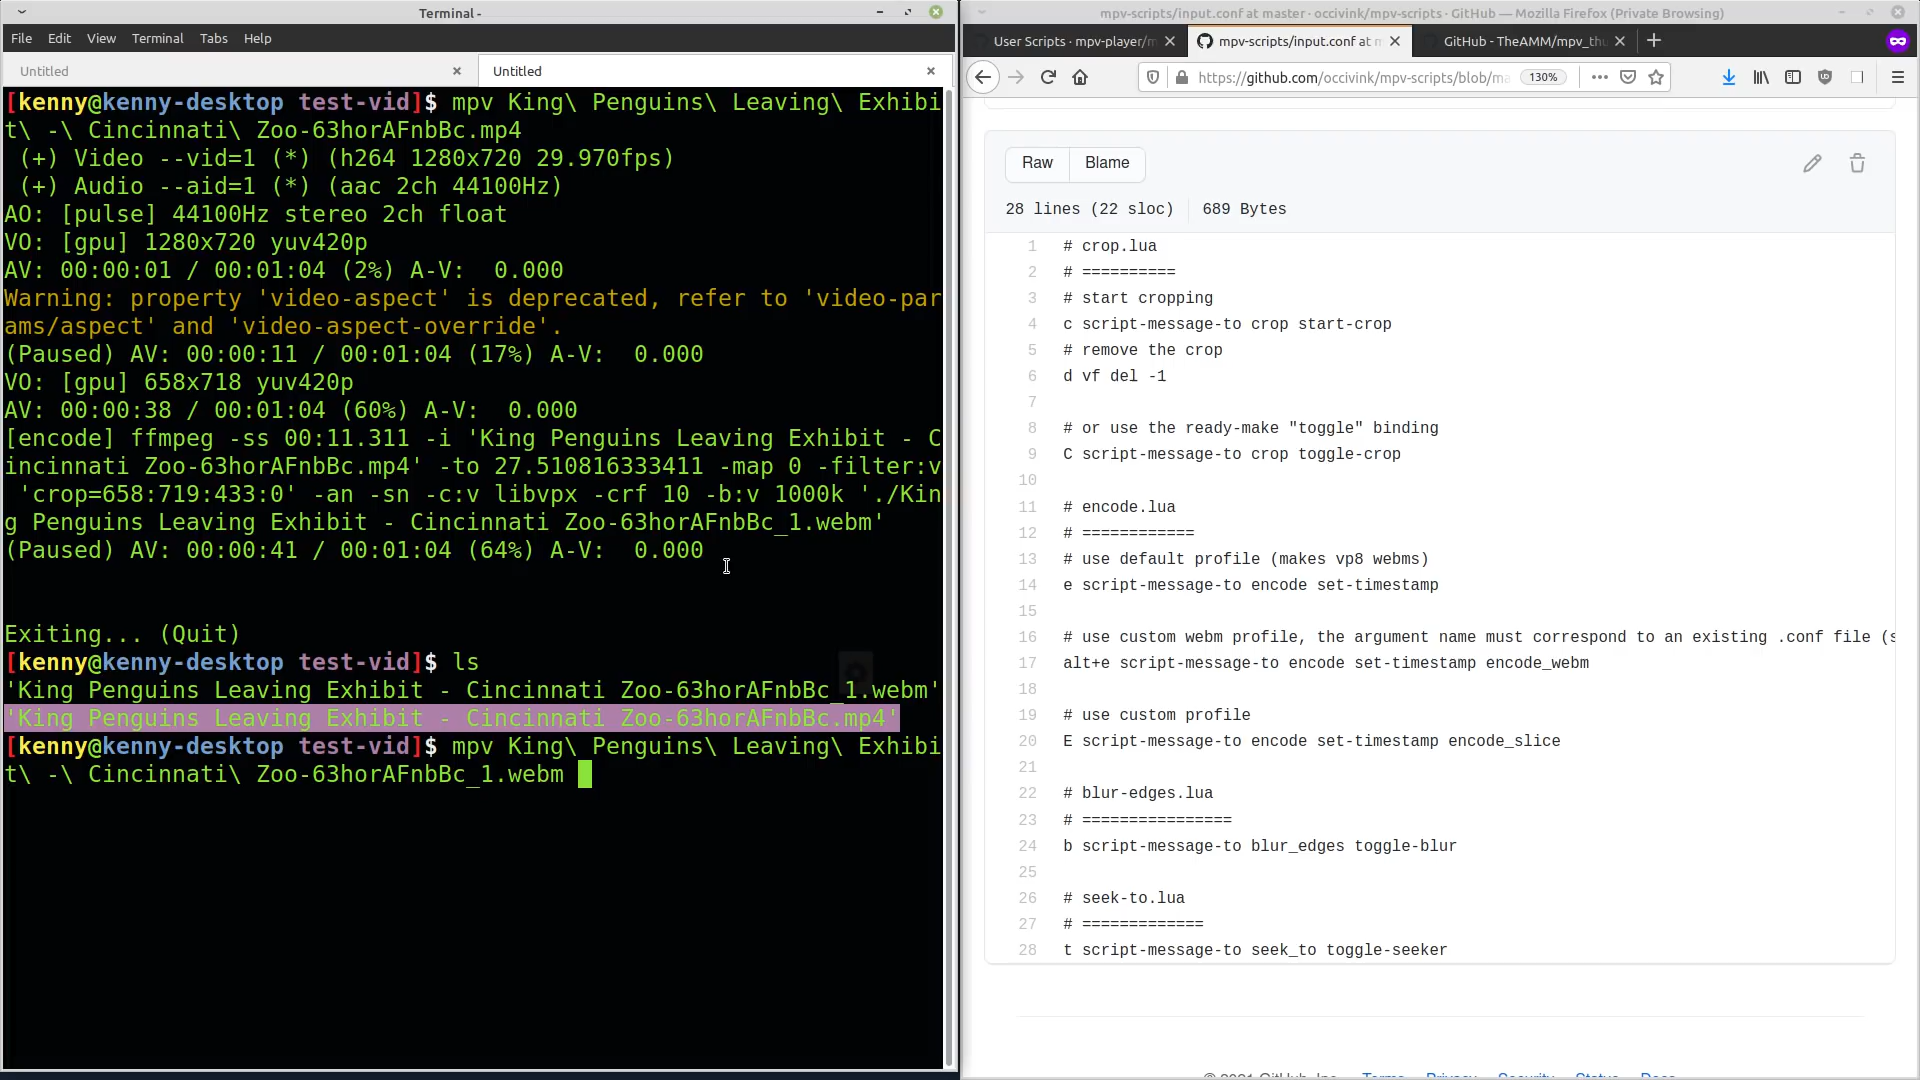 Terminal -
File Edit View Terminal Tabs Help
Untitled
Untitled
[kenny@kenny-desktop test-vid]$ mpv King\ Penguins\ Leaving\ Exhibi
t\ -\ Cincinnati\ Zoo-63horAFnbBc.mp4
(+) Video --vid=1 (*) (h264 1280x720 29.970fps)
(+) Audio --aid=1 (*) (aac 2ch 44100Hz)
AO: [pulse] 44100Hz stereo 2ch float
VO: [gpu] 1280x720 yuv420p
AV: 00:00:01 / 00:01:04 (2%) A-V:  0.000
Warning: property 'video-aspect' is deprecated, refer to 'video-par
ams/aspect' and 'video-aspect-override'.
(Paused) AV: 00:00:11 / 00:01:04 (17%) A-V:  0.000
VO: [gpu] 658x718 yuv420p
AV: 00:00:38 / 00:01:04 (60%) A-V:  0.000
[encode] ffmpeg -ss 00:11.311 -i 'King Penguins Leaving Exhibit - C
incinnati Zoo-63horAFnbBc.mp4' -to 27.510816333411 -map 0 -filter:v
'crop=658:719:433:0' -an -sn -c:v libvpx -crf 10 -b:v 1000k './Kin
g Penguins Leaving Exhibit - Cincinnati Zoo-63horAFnbBc_1.webm'
(Paused) AV: 00:00:41 / 00:01:04 (64%) A-V:  0.000
Exiting... (Quit)
[kenny@kenny-desktop test-vid]$ ls
'King Penguins Leaving Exhibit - Cincinnati Zoo-63horAFnbBc_1.webm'
'King Penguins Leaving Exhibit - Cincinnati Zoo-63horAFnbBc.mp4'
[kenny@kenny-desktop test-vid]$ mpv King\ Penguins\ Leaving\ Exhibi
t\ -\ Cincinnati\ Zoo-63horAFnbBc_1.webm
mpv-scripts/input.conf at master · occivink/mpv-scripts · GitHub — Mozilla Firefox (Private Browsing)
User Scripts · mpv-player/m
mpv-scripts/input.conf at m
GitHub - TheAMM/mpv_thu
https://github.com/occivink/mpv-scripts/blob/ma
130%
Raw Blame
28 lines (22 sloc) 689 Bytes
1 # crop.lua
2 # ==========
3 # start cropping
4 c script-message-to crop start-crop
5 # remove the crop
6 d vf del -1
7
8 # or use the ready-make "toggle" binding
9 C script-message-to crop toggle-crop
10
11 # encode.lua
12 # ============
13 # use default profile (makes vp8 webms)
14 e script-message-to encode set-timestamp
15
16 # use custom webm profile, the argument name must correspond to an existing .conf file (s
17 alt+e script-message-to encode set-timestamp encode_webm
18
19 # use custom profile
20 E script-message-to encode set-timestamp encode_slice
21
22 # blur-edges.lua
23 # ================
24 b script-message-to blur_edges toggle-blur
25
26 # seek-to.lua
27 # =============
28 t script-message-to seek_to toggle-seeker
© 2021 GitHub, Inc. Terms Privacy Security Status Docs